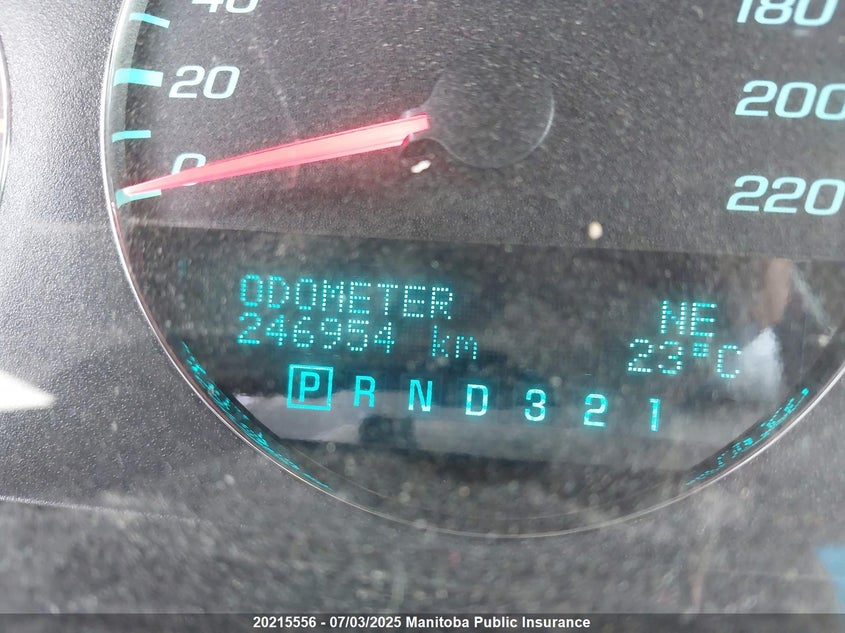 40
180
20
200
0
220
ODOMETER
NE
246954 km
23°C
P R N D 3 2 1
20215556 - 07/03/2025 Manitoba Public Insurance